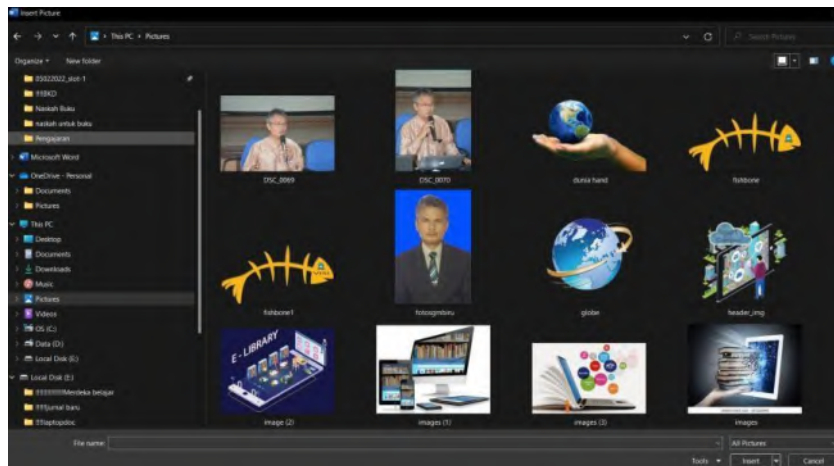 Insert Picture
This PC > Pictures
Search Pictures
Organize
New folder
05022022_slot-1
!!!BKD
Naskah Buku
naskah untuk buku
Pengajaran
Microsoft Word
OneDrive - Personal
Documents
Pictures
This PC
Desktop
Documents
Downloads
Music
Pictures
Videos
OS (C:)
Data (D:)
Local Disk (E:)
Local Disk (E:)
Merdeka belajar
!!!!jurnal baru
!!laptopdoc
DSC_0069
DSC_0070
dunia hand
fishbone
fishbone1
fotosgmbiru
globe
header_img
E - LIBRARY
image (2)
images (1)
images (3)
images
File name:
All Pictures
Tools
Insert
Cancel